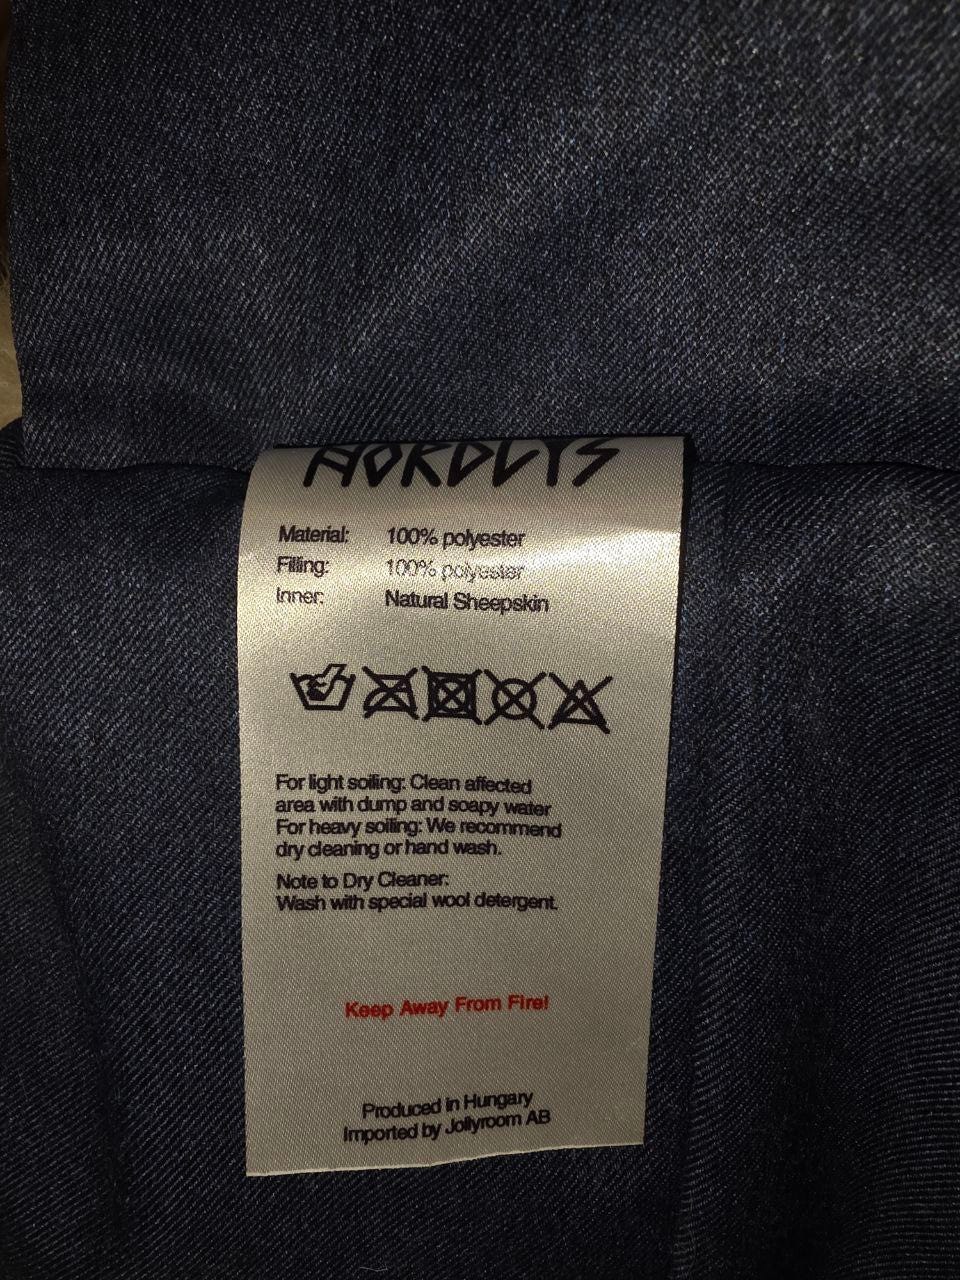 NORDLYS
Material: 100% polyester
Filling: 100% polyester
Inner: Natural Sheepskin
For light soiling: Clean affected
area with dump and soapy water
For heavy soiling: We recommend
dry cleaning or hand wash.
Note to Dry Cleaner:
Wash with special wool detergent.
Keep Away From Fire!
Produced in Hungary
Imported by Jollyroom AB